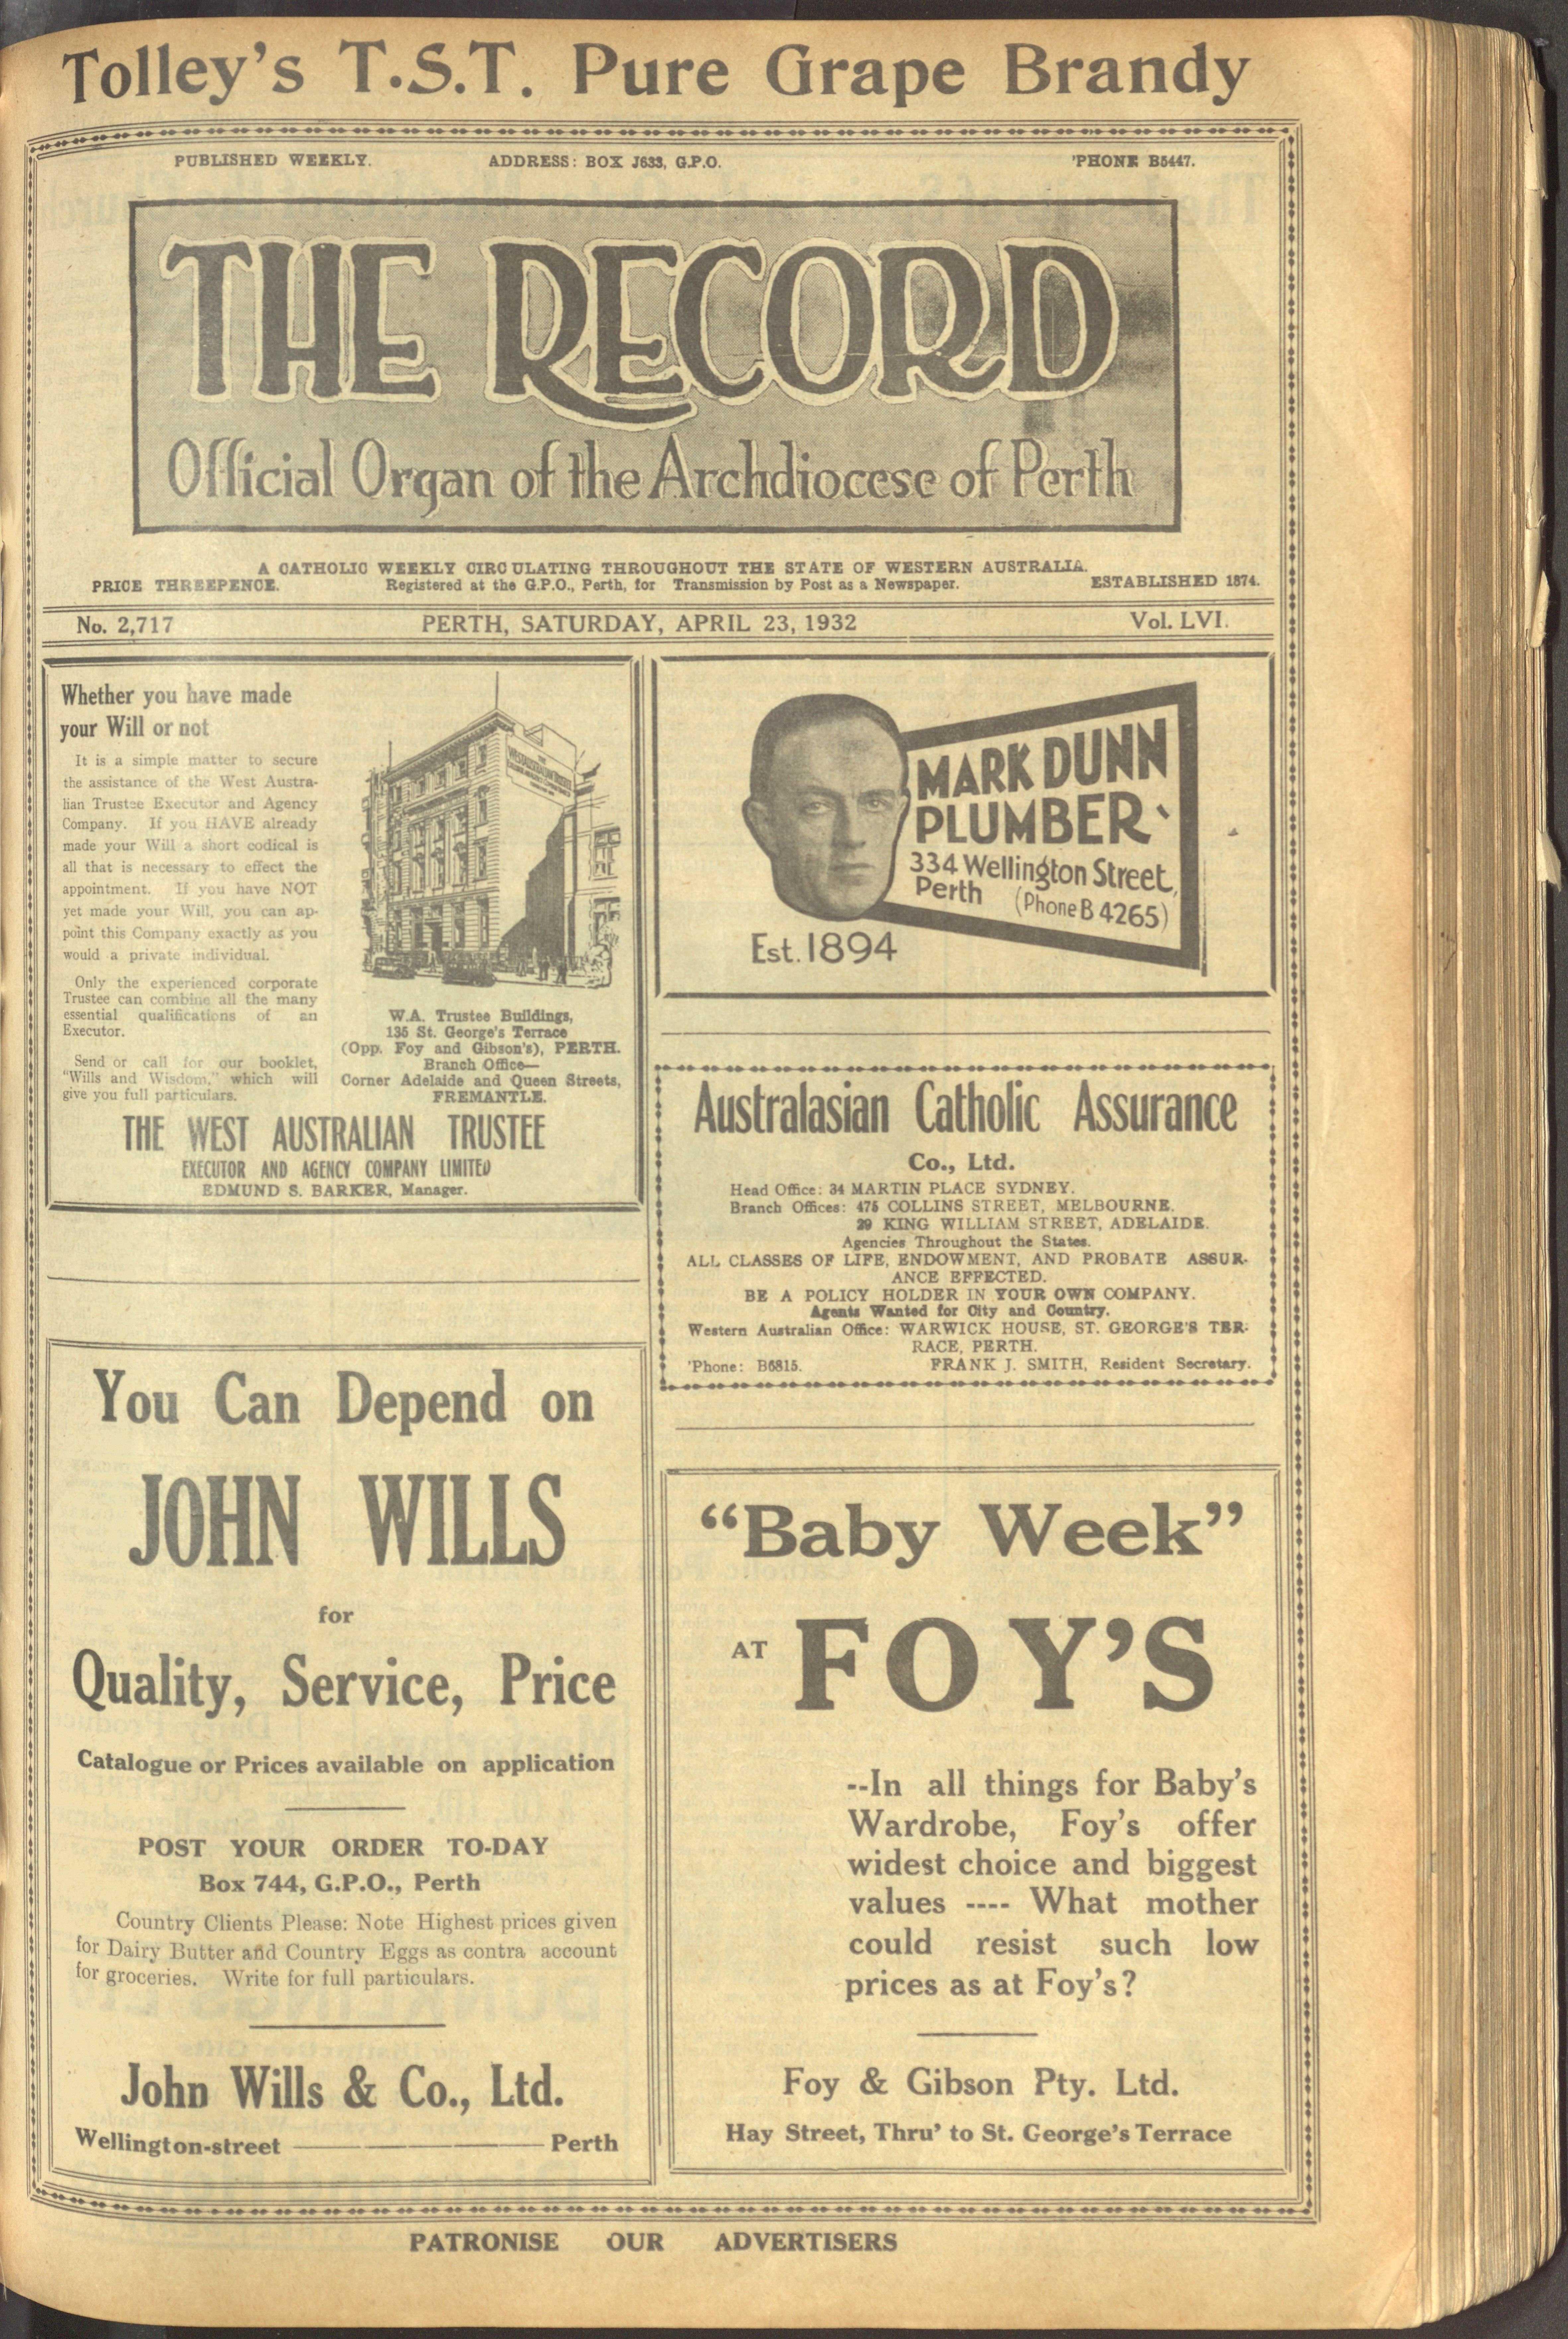 Tolley's T.S.T. Pure Grape Brandy
PUBLISHED WEEKLY. ADDRESS: BOX J633, G.P.O. 'PHONE B5447.
THE RECORD
Official Organ of the Archdiocese of Perth
A CATHOLIC WEEKLY CIRCULATING THROUGHOUT THE STATE OF WESTERN AUSTRALIA.
PRICE THREEPENCE. Registered at the G.P.O., Perth, for Transmission by Post as a Newspaper. ESTABLISHED 1874.
No. 2,717 PERTH, SATURDAY, APRIL 23, 1932 Vol. LVI.
Whether you have made
your Will or not
It is a simple matter to secure
the assistance of the West Austra-
lian Trustee Executor and Agency
Company. If you HAVE already
made your Will a short codical is
all that is necessary to effect the
appointment. If you have NOT
yet made your Will, you can ap-
point this Company exactly as you
would a private individual.
Only the experienced corporate
Trustee can combine all the many
essential qualifications of an
Executor.
Send or call for our booklet,
"Wills and Wisdom," which will
give you full particulars.
W.A. Trustee Buildings,
135 St. George's Terrace
(Opp. Foy and Gibson's), PERTH.
Branch Office—
Corner Adelaide and Queen Streets,
FREMANTLE.
THE WEST AUSTRALIAN TRUSTEE
EXECUTOR AND AGENCY COMPANY LIMITED
EDMUND S. BARKER, Manager.
You Can Depend on
JOHN WILLS
for
Quality, Service, Price
Catalogue or Prices available on application
POST YOUR ORDER TO-DAY
Box 744, G.P.O., Perth
Country Clients Please: Note Highest prices given
for Dairy Butter and Country Eggs as contra account
for groceries. Write for full particulars.
John Wills & Co., Ltd.
Wellington-street — Perth
MARK DUNN
PLUMBER
334 Wellington Street,
Perth (Phone B 4265)
Est. 1894
Australasian Catholic Assurance
Co., Ltd.
Head Office: 34 MARTIN PLACE SYDNEY.
Branch Offices: 475 COLLINS STREET, MELBOURNE.
29 KING WILLIAM STREET, ADELAIDE.
Agencies Throughout the States.
ALL CLASSES OF LIFE, ENDOWMENT, AND PROBATE ASSUR-
ANCE EFFECTED.
BE A POLICY HOLDER IN YOUR OWN COMPANY.
Agents Wanted for City and Country.
Western Australian Office: WARWICK HOUSE, ST. GEORGE'S TER-
RACE, PERTH.
'Phone: B6815. FRANK J. SMITH, Resident Secretary.
"Baby Week"
AT FOY'S
--In all things for Baby's
Wardrobe, Foy's offer
widest choice and biggest
values ---- What mother
could resist such low
prices as at Foy's?
Foy & Gibson Pty. Ltd.
Hay Street, Thru' to St. George's Terrace
PATRONISE OUR ADVERTISERS